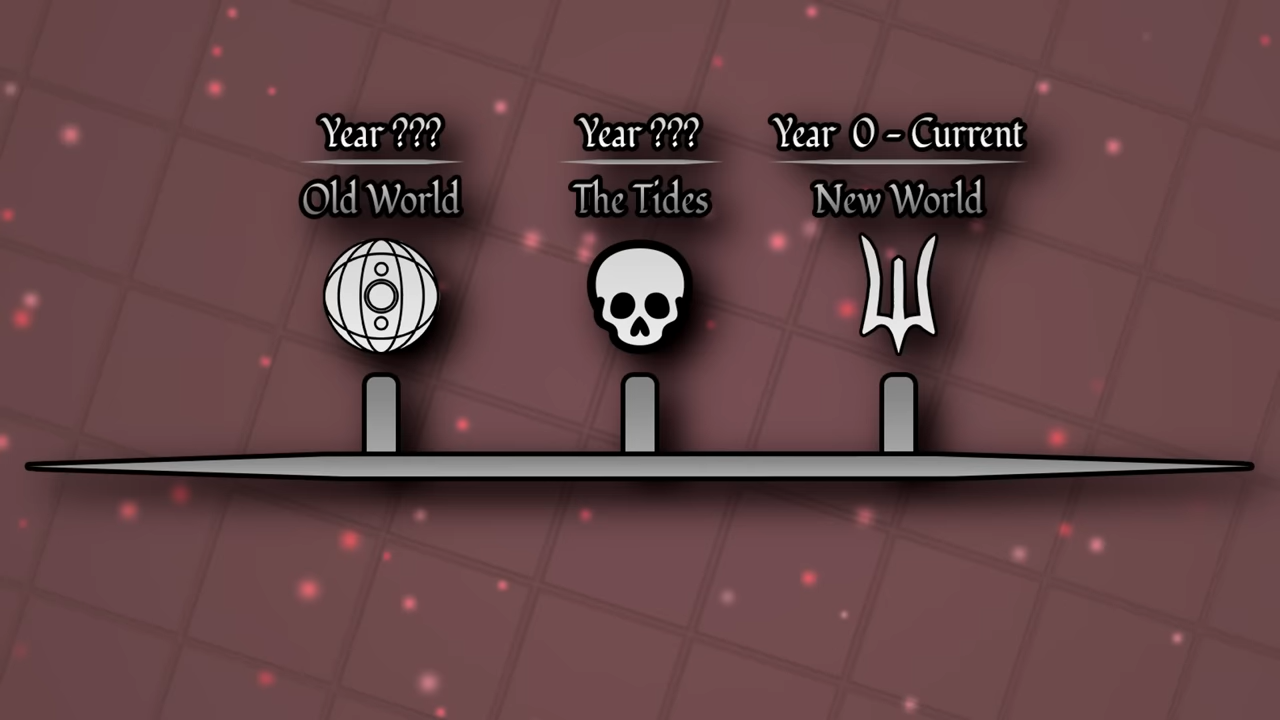 Year ???
Old World
Year ???
The Tides
Year 0 - Current
New World